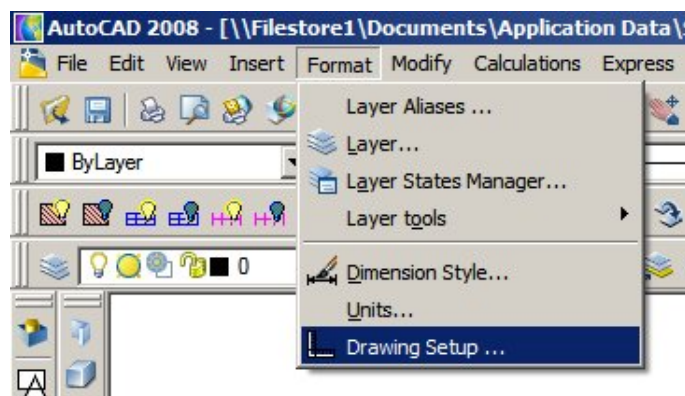 AutoCAD 2008 - [\\Filestore1\Documents\Application Data\
File Edit View Insert Format Modify Calculations Express
Layer Aliases ...
Layer...
ByLayer
Layer States Manager...
Layer tools
0
Dimension Style...
Units...
Drawing Setup ...